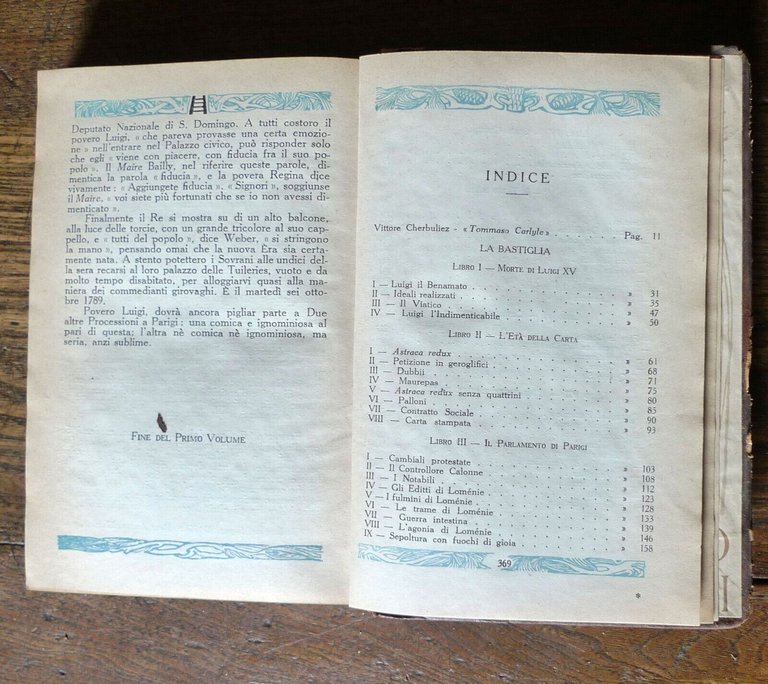 Deputato Nazionale di S. Domingo. A tutti costoro il
povero Luigi, « che pareva provasse una certa emozio-
ne » nell'entrare nel Palazzo civico, può risponder solo
che egli « viene con piacere, con fiducia fra il suo po-
polo ». Il Maire Bailly, nel riferire queste parole, di-
mentica la parola « fiducia », e la povera Regina dice
vivamente: « Aggiungete fiducia ». « Signori », soggiunse
il Maire, « voi siete più fortunati che se io non avessi di-
menticato ».
Finalmente il Re si mostra su di un alto balcone,
alla luce delle torcie, con un grande tricolore al suo cap-
pello, e « tutti del popolo », dice Weber, « si stringono
la mano », pensando omai che la nuova Era sia certa-
mente nata. A stento potettero i Sovrani alle undici del-
la sera recarsi al loro palazzo delle Tuileries, vuoto e da
molto tempo disabitato, per alloggiarvi quasi alla ma-
niera dei commedianti girovaghi. È il martedì sei otto-
bre 1789.
Povero Luigi, dovrà ancora pigliar parte a Due
altre Processioni a Parigi: una comica e ignominiosa al
pari di questa; l'altra nè comica nè ignominiosa, ma
seria, anzi sublime.
FINE DEL PRIMO VOLUME
INDICE
Vittore Cherbuliez - « Tommaso Carlyle » . . . . . . Pag. 11
LA BASTIGLIA
LIBRO I — MORTE DI LUIGI XV
I — Luigi il Benamato . . . . . . » 31
II — Ideali realizzati . . . . . . » 35
III — Il Viatico . . . . . . » 47
IV — Luigi l'Indimenticabile . . . . . . » 50
LIBRO II — L'ETÀ DELLA CARTA
I — Astraca redux . . . . . . » 61
II — Petizione in geroglifici . . . . . . » 68
III — Dubbii . . . . . . » 71
IV — Maurepas . . . . . . » 75
V — Astraca redux senza quattrini . . . . . . » 80
VI — Palloni . . . . . . » 85
VII — Contratto Sociale . . . . . . » 90
VIII — Carta stampata . . . . . . » 93
LIBRO III — IL PARLAMENTO DI PARIGI
I — Cambiali protestate . . . . . . » 103
II — Il Controllore Calonne . . . . . . » 108
III — I Notabili . . . . . . » 112
IV — Gli Editti di Loménie . . . . . . » 123
V — I fulmini di Loménie . . . . . . » 128
VI — Le trame di Loménie . . . . . . » 133
VII — Guerra intestina . . . . . . » 139
VIII — L'agonia di Loménie . . . . . . » 146
IX — Sepoltura con fuochi di gioia . . . . . . » 158
369
*